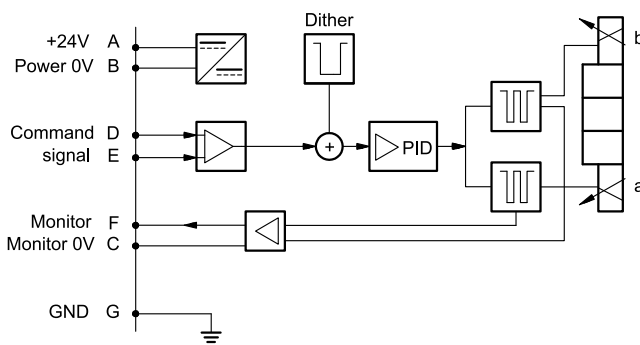 Dither
+24V A
Power 0V B
b
Command D
signal E
PID
a
Monitor F
Monitor 0V C
GND G